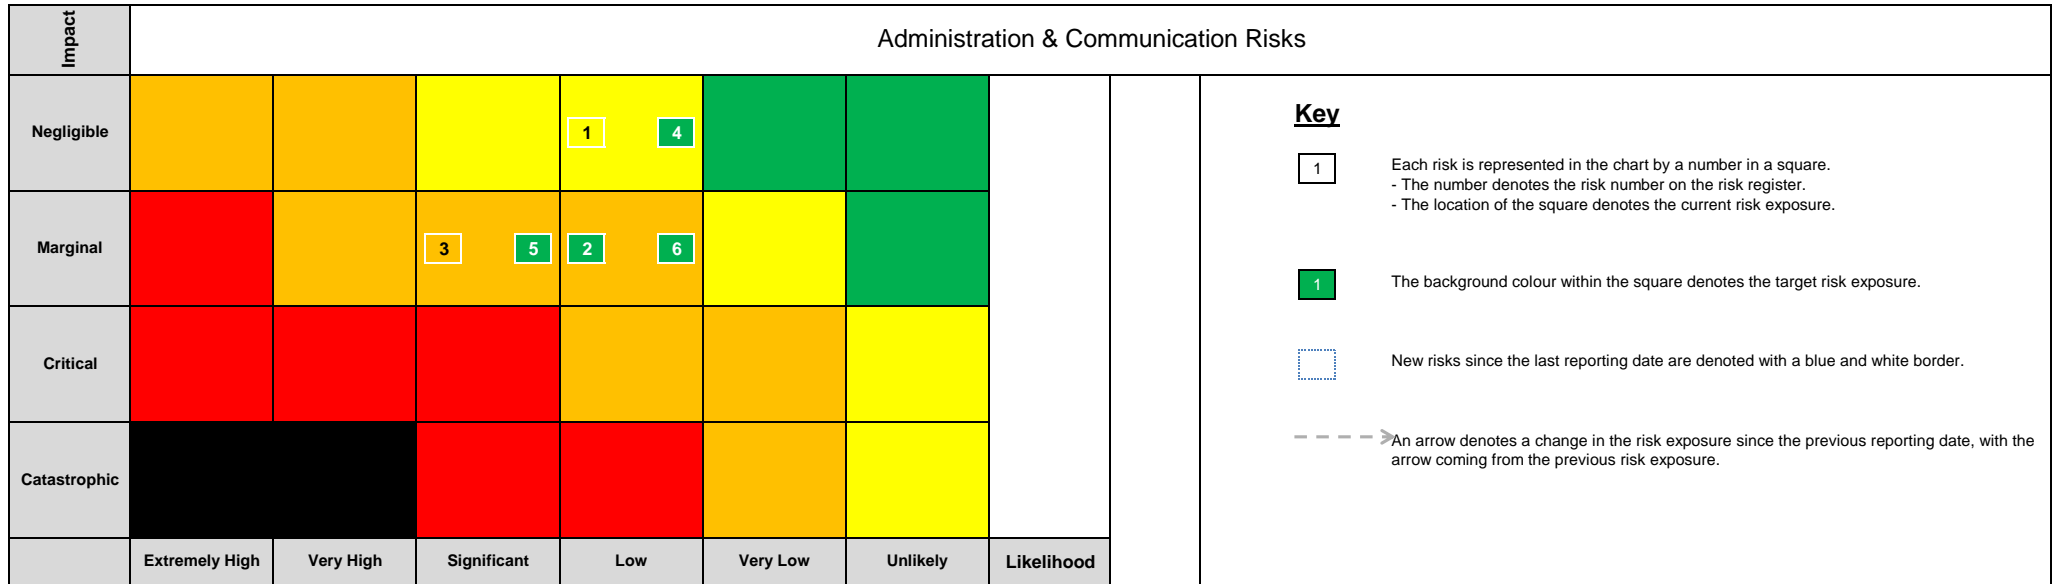 Impact
Administration & Communication Risks
Negligible
1
4
Marginal
3
5
2
6
Critical
Catastrophic
Extremely High
Very High
Significant
Low
Very Low
Unlikely
Likelihood
Key
1
Each risk is represented in the chart by a number in a square.
- The number denotes the risk number on the risk register.
- The location of the square denotes the current risk exposure.
1
The background colour within the square denotes the target risk exposure.
New risks since the last reporting date are denoted with a blue and white border.
An arrow denotes a change in the risk exposure since the previous reporting date, with the
arrow coming from the previous risk exposure.